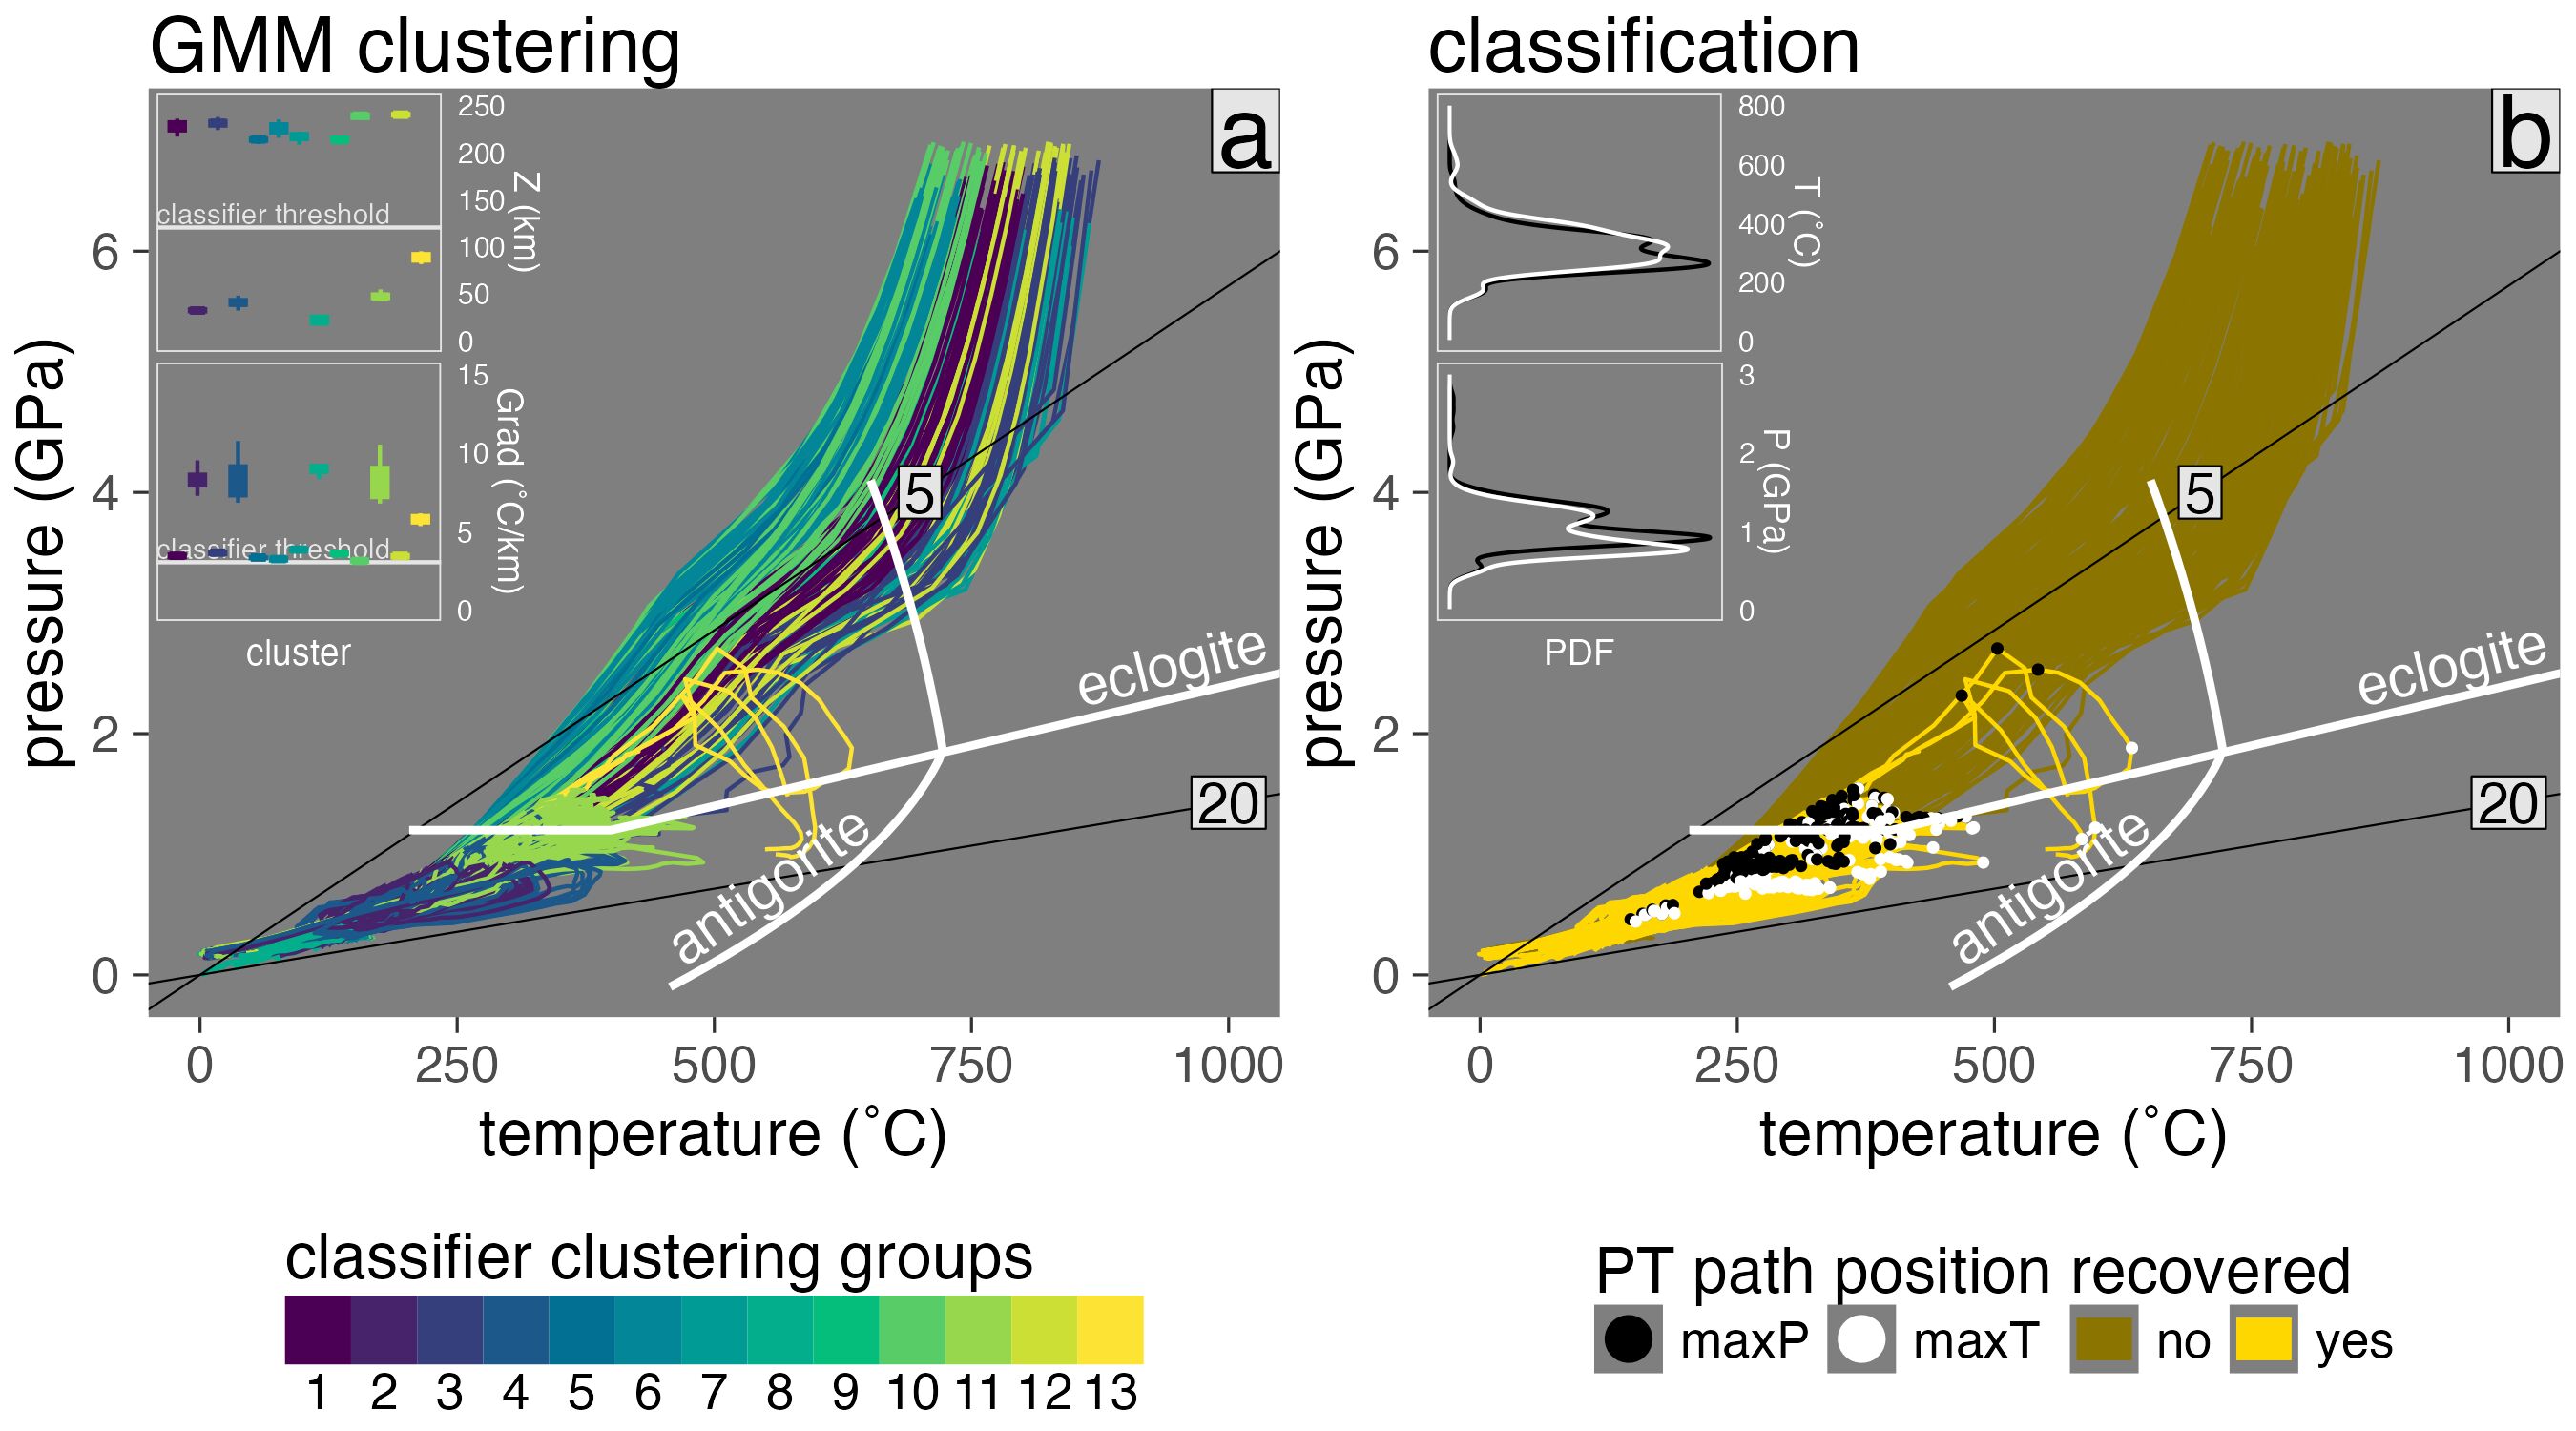 GMM clustering
a
250
200
150
100
50
0
Z (km)
classifier threshold
15
10
5
0
Grad (˚C/km)
classifier threshold
cluster
5
eclogite
20
antigorite
6
4
2
0
pressure (GPa)
0 250 500 750 1000
temperature (˚C)
classifier clustering groups
1 2 3 4 5 6 7 8 9 10 11 12 13
classification
b
800
600
400
200
0
T (˚C)
3
2
1
0
P (GPa)
PDF
5
eclogite
20
antigorite
6
4
2
0
pressure (GPa)
0 250 500 750 1000
temperature (˚C)
PT path position recovered
maxP maxT no yes